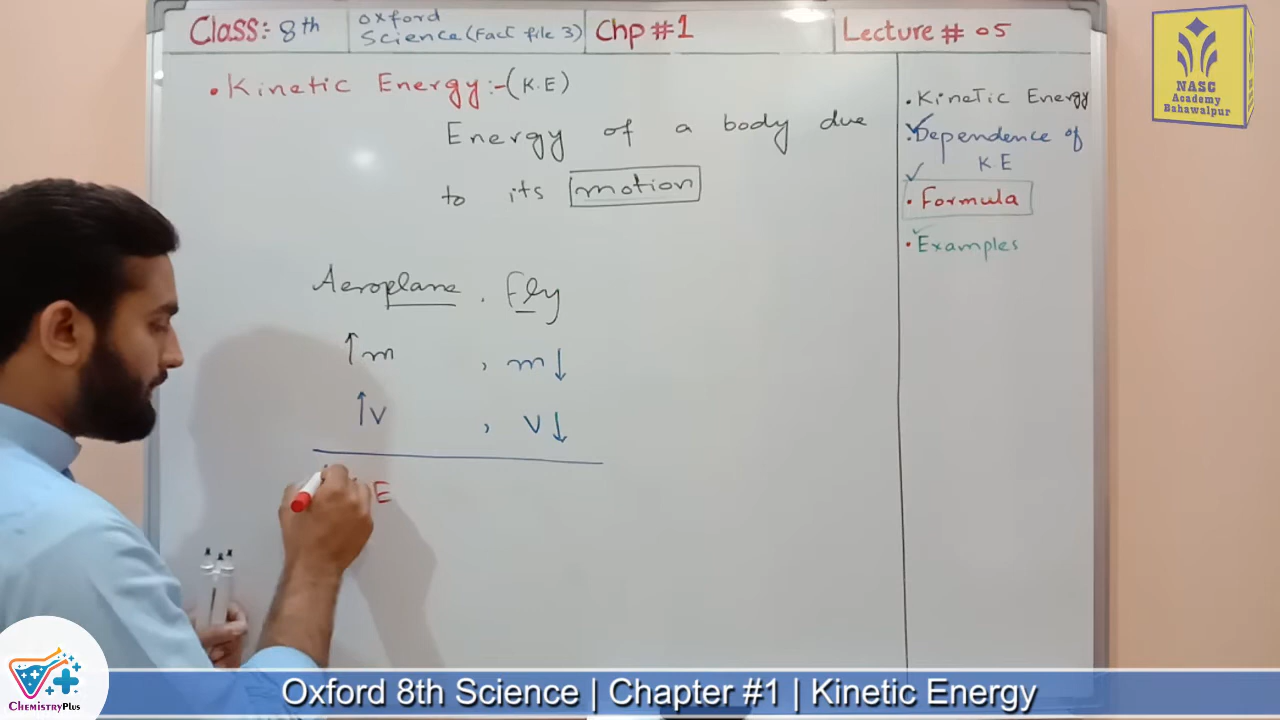 Class: 8th
Oxford
Science (Fact file 3)
Chp #1
Lecture # 05
• Kinetic Energy:- (K.E)
Energy of a body due
to its motion
Aeroplane , Fly
↑m , m↓
↑v , v↓
E
• Kinetic Energy
• Dependence of
KE
• Formula
• Examples
NASG
Academy
Bahawalpur
ChemistryPlus
Oxford 8th Science | Chapter #1 | Kinetic Energy